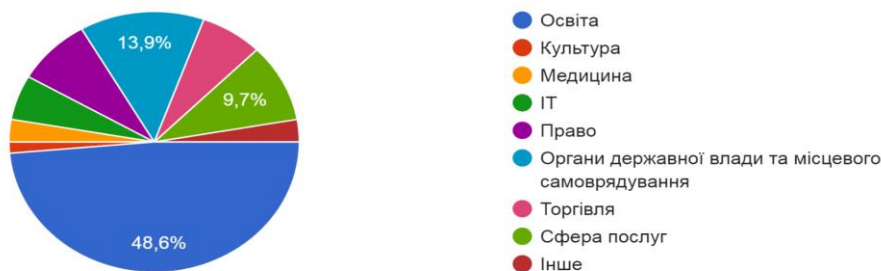 13,9%
9,7%
48,6%
Освіта
Культура
Медицина
ІТ
Право
Органи державної влади та місцевого
самоврядування
Торгівля
Сфера послуг
Інше